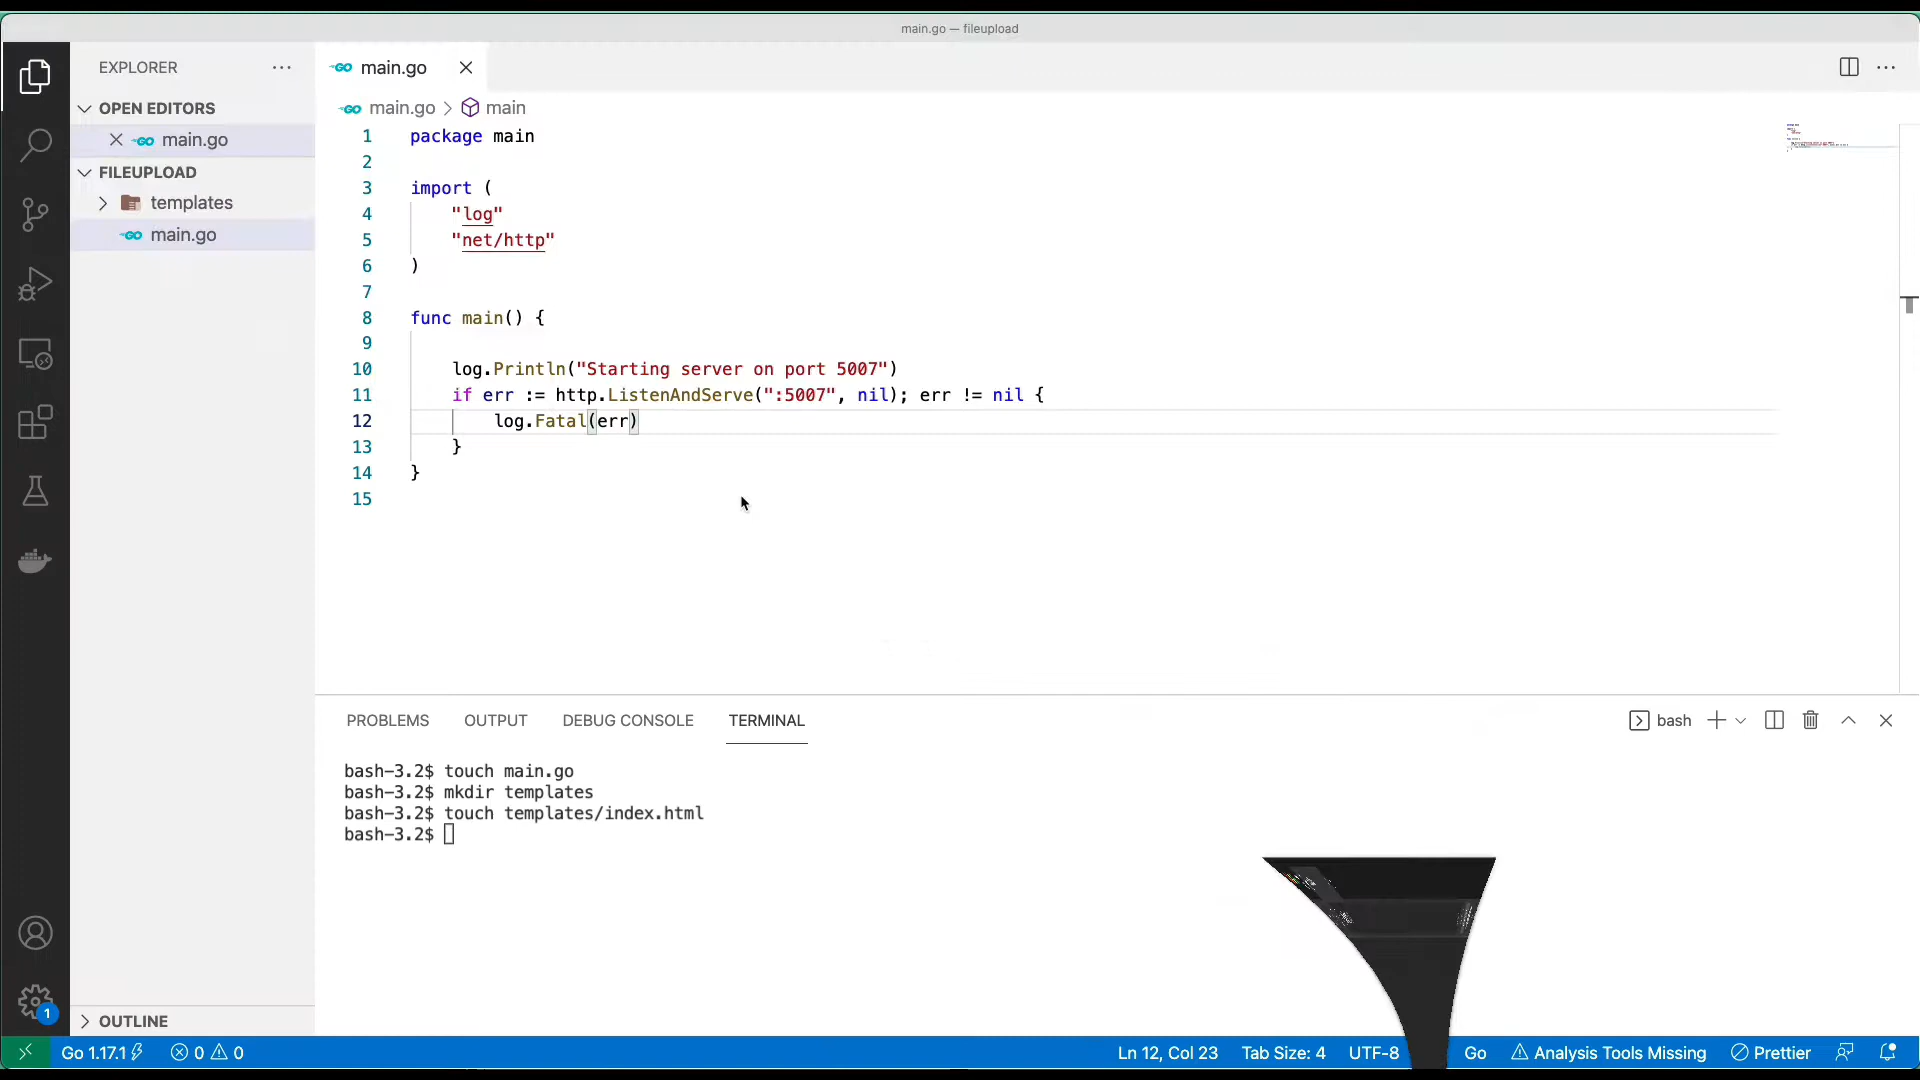 main.go — fileupload
EXPLORER
main.go
OPEN EDITORS
main.go
main.go
main
FILEUPLOAD
templates
main.go
1 package main
2
3 import (
4 "log"
5 "net/http"
6 )
7
8 func main() {
9
10 log.Println("Starting server on port 5007")
11 if err := http.ListenAndServe(":5007", nil); err != nil {
12 log.Fatal(err)
13 }
14 }
15
PROBLEMS OUTPUT DEBUG CONSOLE TERMINAL
bash
bash-3.2$ touch main.go
bash-3.2$ mkdir templates
bash-3.2$ touch templates/index.html
bash-3.2$
OUTLINE
1
Go 1.17.1 0 0 Ln 12, Col 23 Tab Size: 4 UTF-8 Go Analysis Tools Missing Prettier